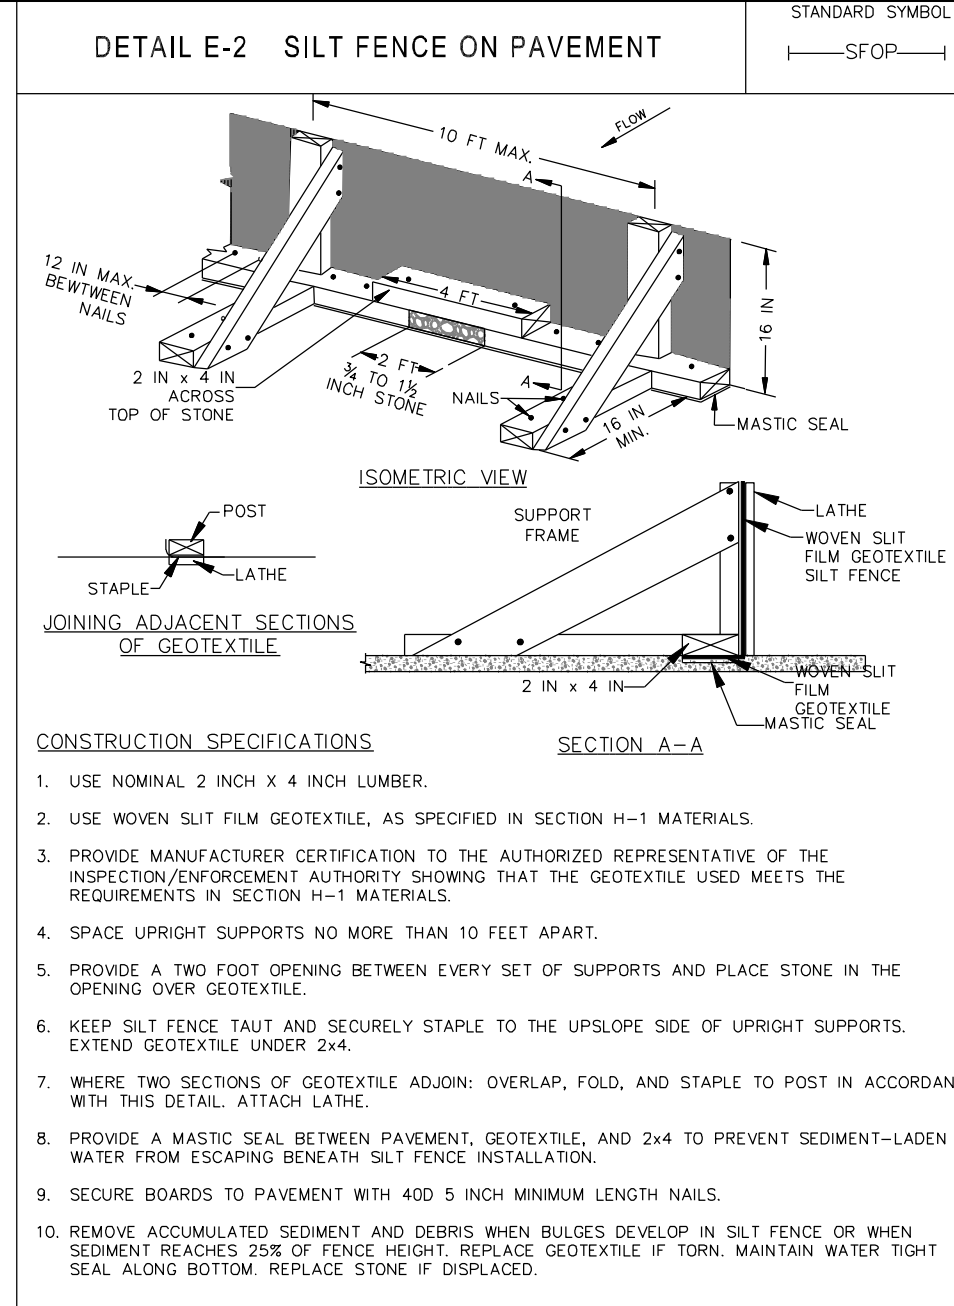 DETAIL E-2 SILT FENCE ON PAVEMENT
STANDARD SYMBOL
SFOP
10 FT MAX.
FLOW
A
12 IN MAX.
BEWTWEEN
NAILS
4 FT
16 IN
2 FT
¾ TO 1½
INCH STONE
2 IN x 4 IN
ACROSS
TOP OF STONE
A
NAILS
16 IN
MIN.
MASTIC SEAL
ISOMETRIC VIEW
POST
STAPLE
LATHE
JOINING ADJACENT SECTIONS
OF GEOTEXTILE
SUPPORT
FRAME
LATHE
WOVEN SLIT
FILM GEOTEXTILE
SILT FENCE
2 IN x 4 IN
WOVEN SLIT
FILM
GEOTEXTILE
MASTIC SEAL
SECTION A-A
CONSTRUCTION SPECIFICATIONS
1. USE NOMINAL 2 INCH X 4 INCH LUMBER.
2. USE WOVEN SLIT FILM GEOTEXTILE, AS SPECIFIED IN SECTION H-1 MATERIALS.
3. PROVIDE MANUFACTURER CERTIFICATION TO THE AUTHORIZED REPRESENTATIVE OF THE
INSPECTION/ENFORCEMENT AUTHORITY SHOWING THAT THE GEOTEXTILE USED MEETS THE
REQUIREMENTS IN SECTION H-1 MATERIALS.
4. SPACE UPRIGHT SUPPORTS NO MORE THAN 10 FEET APART.
5. PROVIDE A TWO FOOT OPENING BETWEEN EVERY SET OF SUPPORTS AND PLACE STONE IN THE
OPENING OVER GEOTEXTILE.
6. KEEP SILT FENCE TAUT AND SECURELY STAPLE TO THE UPSLOPE SIDE OF UPRIGHT SUPPORTS.
EXTEND GEOTEXTILE UNDER 2x4.
7. WHERE TWO SECTIONS OF GEOTEXTILE ADJOIN: OVERLAP, FOLD, AND STAPLE TO POST IN ACCORDAN
WITH THIS DETAIL. ATTACH LATHE.
8. PROVIDE A MASTIC SEAL BETWEEN PAVEMENT, GEOTEXTILE, AND 2x4 TO PREVENT SEDIMENT-LADEN
WATER FROM ESCAPING BENEATH SILT FENCE INSTALLATION.
9. SECURE BOARDS TO PAVEMENT WITH 40D 5 INCH MINIMUM LENGTH NAILS.
10. REMOVE ACCUMULATED SEDIMENT AND DEBRIS WHEN BULGES DEVELOP IN SILT FENCE OR WHEN
SEDIMENT REACHES 25% OF FENCE HEIGHT. REPLACE GEOTEXTILE IF TORN. MAINTAIN WATER TIGHT
SEAL ALONG BOTTOM. REPLACE STONE IF DISPLACED.